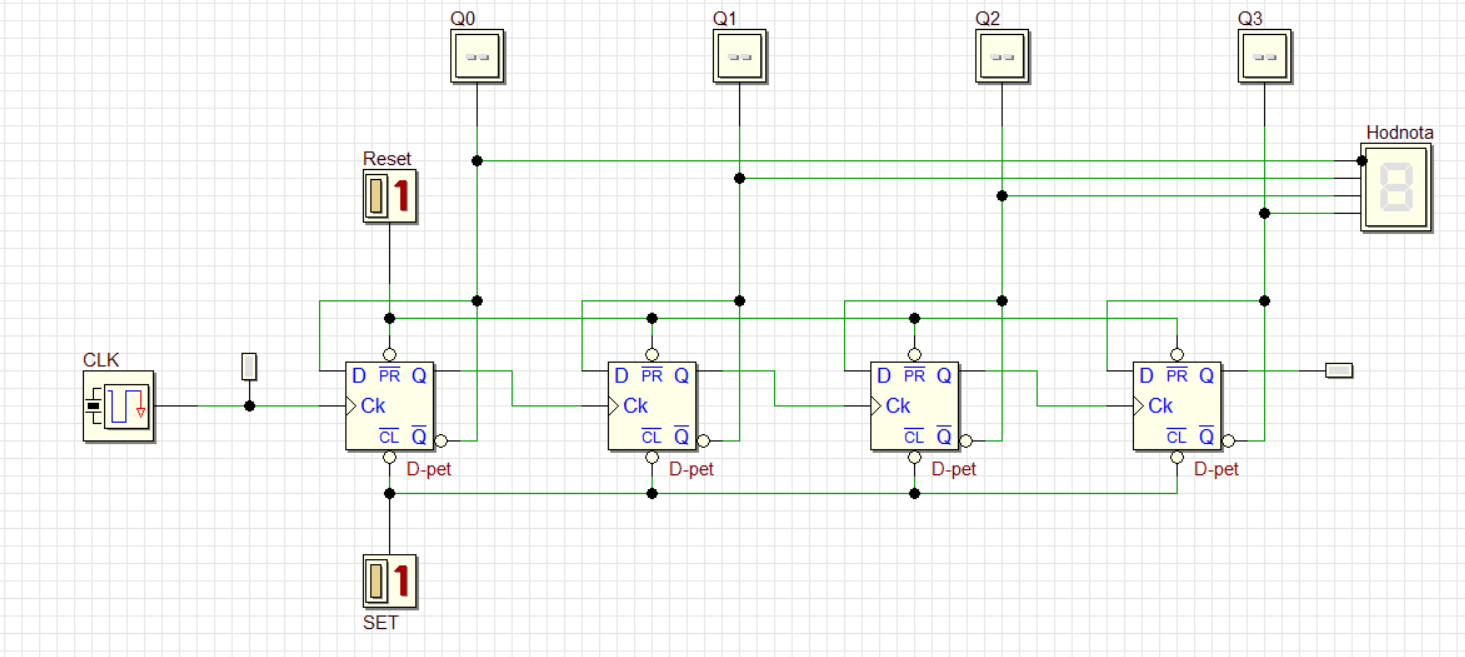 Q0 Q1 Q2 Q3
-- -- -- --
Hodnota
8
Reset
1
CLK
D PR Q D PR Q D PR Q D PR Q
Ck Ck Ck Ck
CL Q CL Q CL Q CL Q
D-pet D-pet D-pet D-pet
1
SET